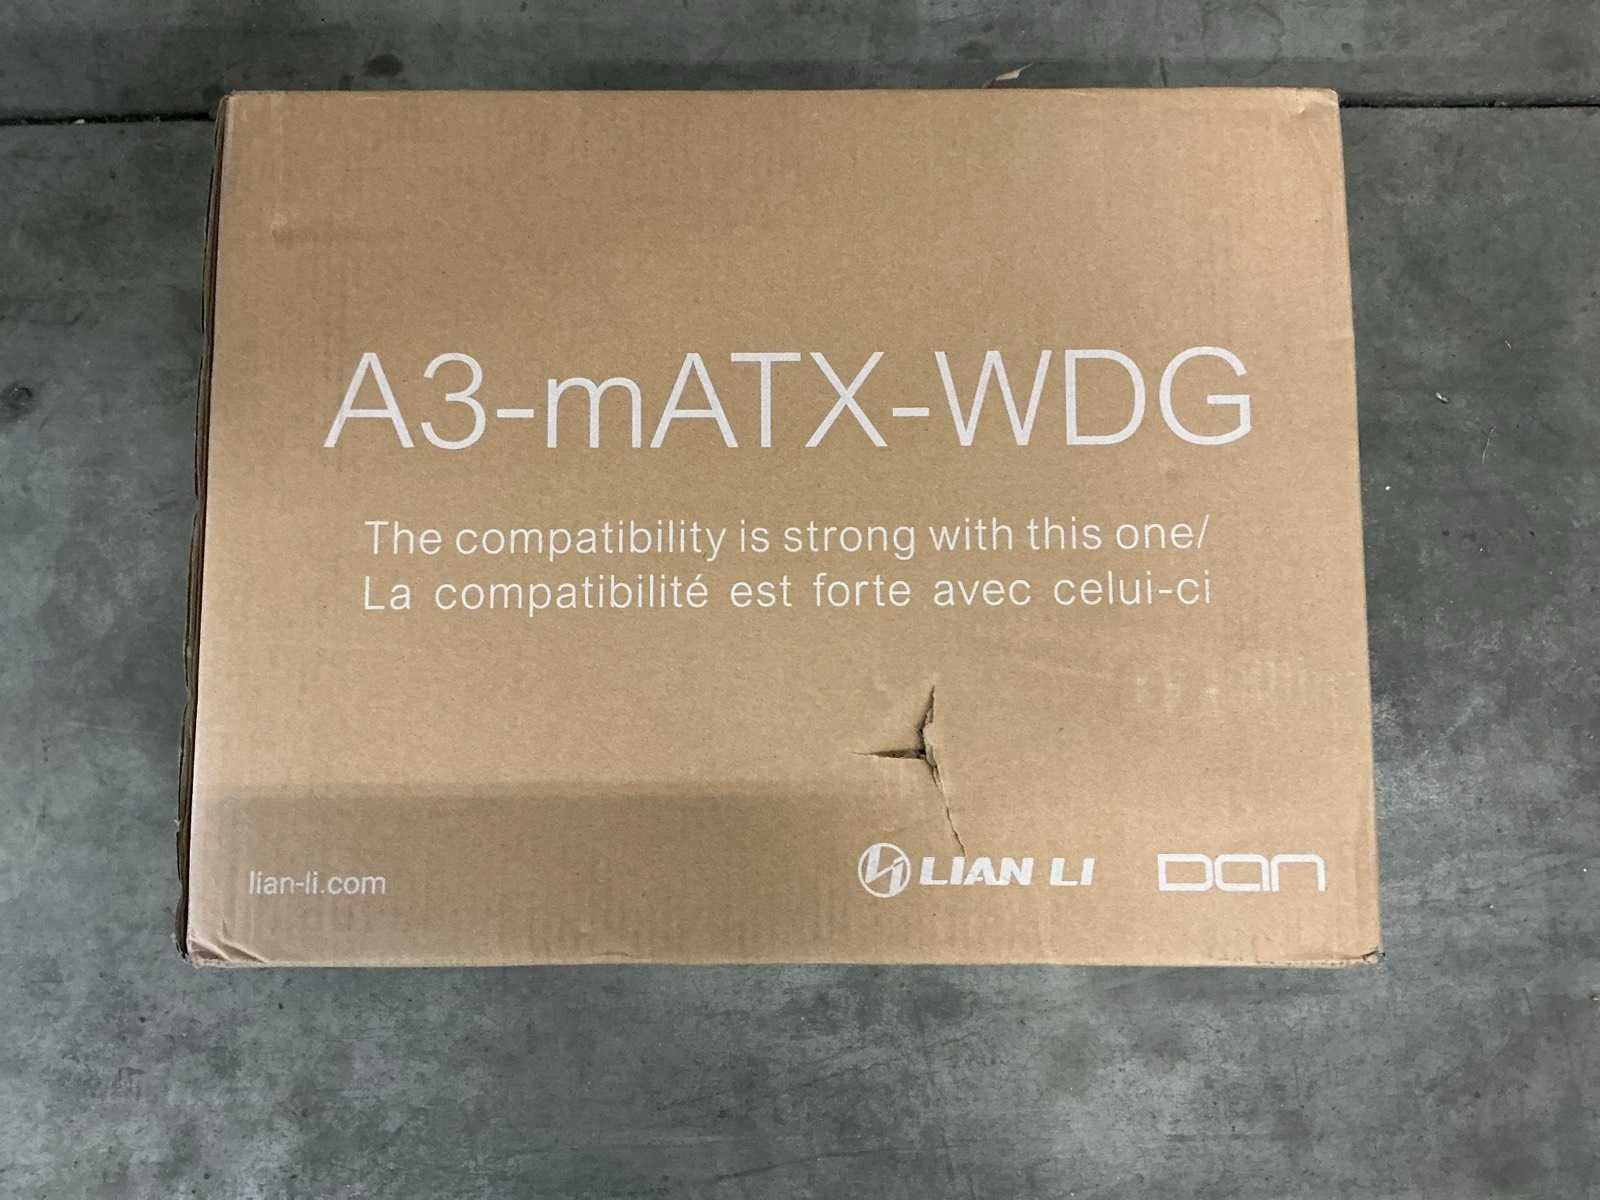 A3-mATX-WDG
The compatibility is strong with this one/
La compatibilité est forte avec celui-ci
lian-li.com
LIAN LI
DAN